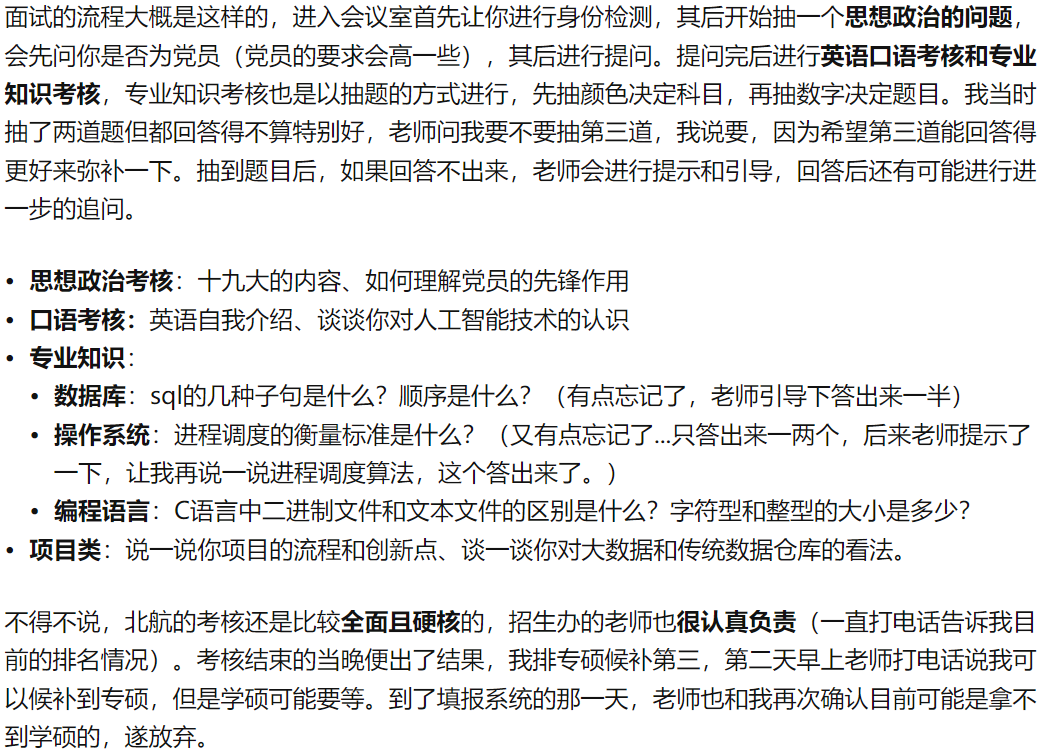 面试的流程大概是这样的，进入会议室首先让你进行身份检测，其后开始抽一个思想政治的问题，
会先问你是否为党员（党员的要求会高一些），其后进行提问。提问完后进行英语口语考核和专业
知识考核，专业知识考核也是以抽题的方式进行，先抽颜色决定科目，再抽数字决定题目。我当时
抽了两道题但都回答得不算特别好，老师问我要不要抽第三道，我说要，因为希望第三道能回答得
更好来弥补一下。抽到题目后，如果回答不出来，老师会进行提示和引导，回答后还有可能进行进
一步的追问。
• 思想政治考核：十九大的内容、如何理解党员的先锋作用
• 口语考核：英语自我介绍、谈谈你对人工智能技术的认识
• 专业知识：
• 数据库：sql的几种子句是什么？顺序是什么？（有点忘记了，老师引导下答出来一半）
• 操作系统：进程调度的衡量标准是什么？（又有点忘记了...只答出来一两个，后来老师提示了
一下，让我再说一说进程调度算法，这个答出来了。）
• 编程语言：C语言中二进制文件和文本文件的区别是什么？字符型和整型的大小是多少？
• 项目类：说一说你项目的流程和创新点、谈一谈你对大数据和传统数据仓库的看法。
不得不说，北航的考核还是比较全面且硬核的，招生办的老师也很认真负责（一直打电话告诉我目
前的排名情况）。考核结束的当晚便出了结果，我排专硕候补第三，第二天早上老师打电话说我可
以候补到专硕，但是学硕可能要等。到了填报系统的那一天，老师也和我再次确认目前可能是拿不
到学硕的，遂放弃。